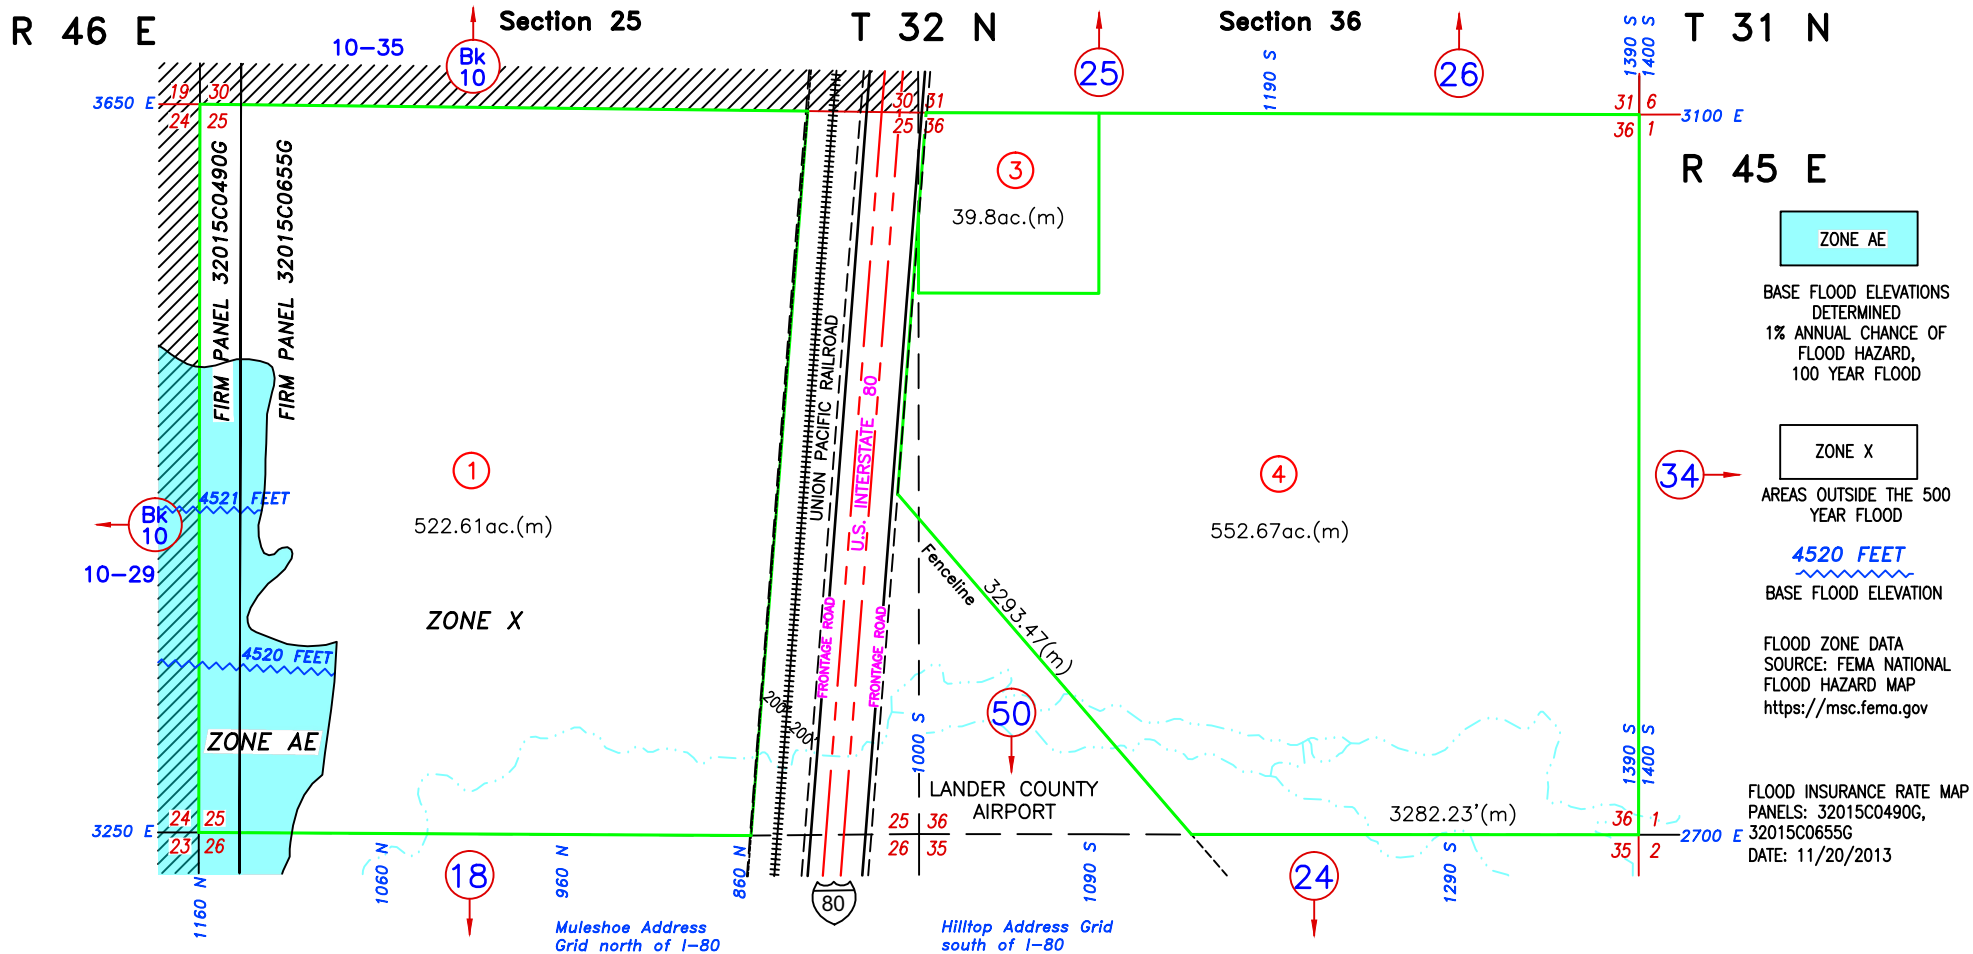 R 46 E
Section 25
T 32 N
Section 36
T 31 N
10-35
Bk
10
25
26
1190 S
1390 S
1400 S
3650 E
19 30
24 25
30 31
25 36
31 6
36 1
3100 E
R 45 E
FIRM PANEL 32015C0490G
FIRM PANEL 32015C0655G
3
39.8ac.(m)
ZONE AE
BASE FLOOD ELEVATIONS
DETERMINED
1% ANNUAL CHANCE OF
FLOOD HAZARD,
100 YEAR FLOOD
UNION PACIFIC RAILROAD
U.S. INTERSTATE 80
ZONE X
AREAS OUTSIDE THE 500
YEAR FLOOD
1
522.61ac.(m)
4
552.67ac.(m)
34
4521 FEET
Bk
10
10-29
4520 FEET
BASE FLOOD ELEVATION
Fenceline
3293.47(m)
ZONE X
FRONTAGE ROAD
FRONTAGE ROAD
4520 FEET
FLOOD ZONE DATA
SOURCE: FEMA NATIONAL
FLOOD HAZARD MAP
https://msc.fema.gov
200'
200'
50
1000 S
1390 S
1400 S
ZONE AE
LANDER COUNTY
AIRPORT
3282.23'(m)
FLOOD INSURANCE RATE MAP
PANELS: 32015C0490G,
32015C0655G
DATE: 11/20/2013
3250 E
24 25
23 26
25 36
26 35
36 1
35 2
2700 E
1160 N
1060 N
18
960 N
860 N
80
1090 S
24
1290 S
Muleshoe Address
Grid north of I-80
Hilltop Address Grid
south of I-80